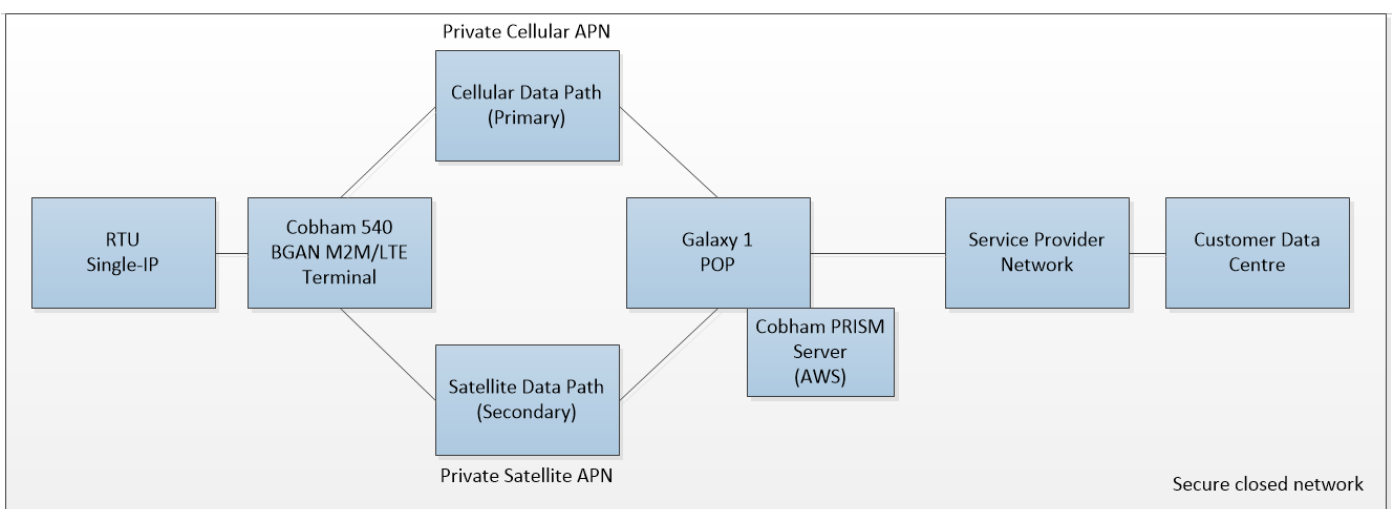 Private Cellular APN
Cellular Data Path
(Primary)
RTU
Single-IP
Cobham 540
BGAN M2M/LTE
Terminal
Galaxy 1
POP
Service Provider
Network
Customer Data
Centre
Cobham PRISM
Server
(AWS)
Satellite Data Path
(Secondary)
Private Satellite APN
Secure closed network